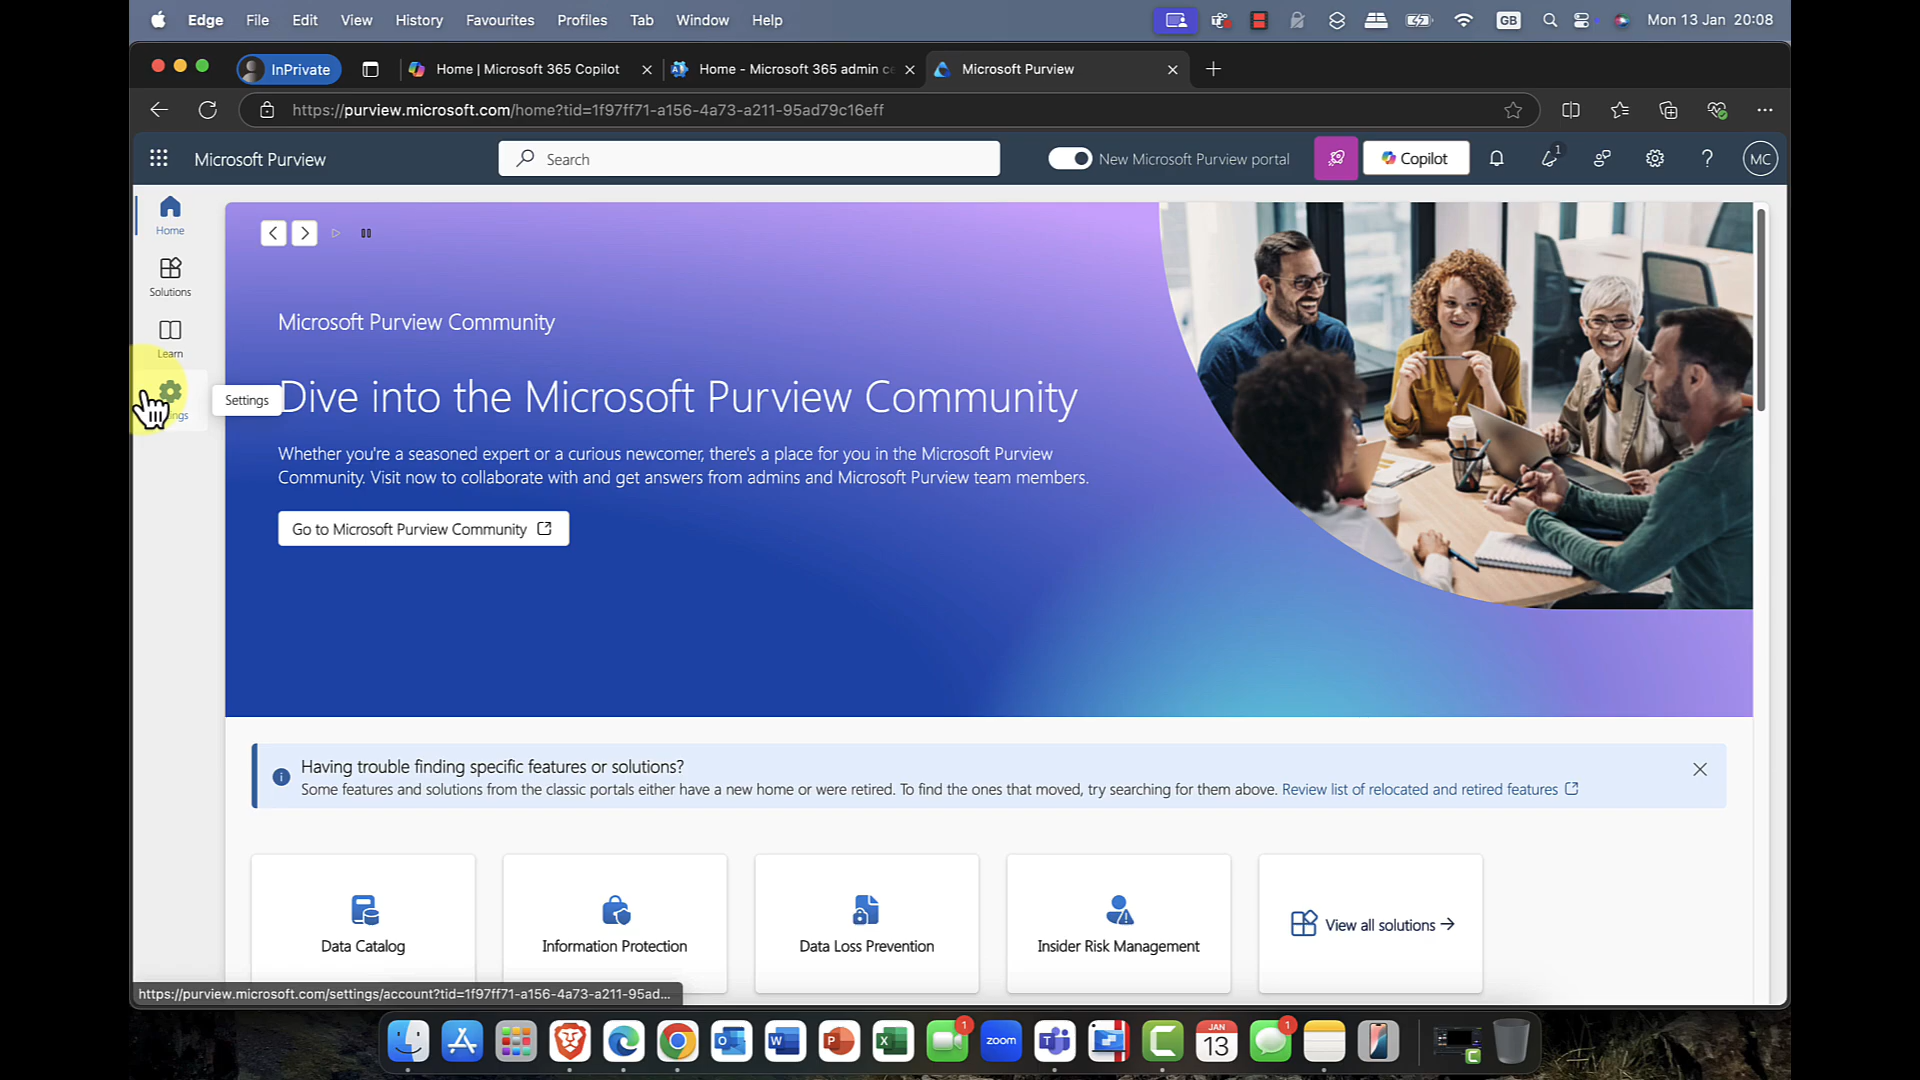 Edge File Edit View History Favourites Profiles Tab Window Help
GB Mon 13 Jan 20:08
InPrivate
Home | Microsoft 365 Copilot
Home - Microsoft 365 admin ce
Microsoft Purview
https://purview.microsoft.com/home?tid=1f97ff71-a156-4a73-a211-95ad79c16eff
Microsoft Purview
Search
New Microsoft Purview portal
Copilot
1
MC
Home
Solutions
Learn
Settings
Microsoft Purview Community
Dive into the Microsoft Purview Community
Whether you're a seasoned expert or a curious newcomer, there's a place for you in the Microsoft Purview
Community. Visit now to collaborate with and get answers from admins and Microsoft Purview team members.
Go to Microsoft Purview Community
Having trouble finding specific features or solutions?
Some features and solutions from the classic portals either have a new home or were retired. To find the ones that moved, try searching for them above. Review list of relocated and retired features
Data Catalog
Information Protection
Data Loss Prevention
Insider Risk Management
View all solutions
https://purview.microsoft.com/settings/account?tid=1f97ff71-a156-4a73-a211-95ad...
1
zoom
JAN
13
1